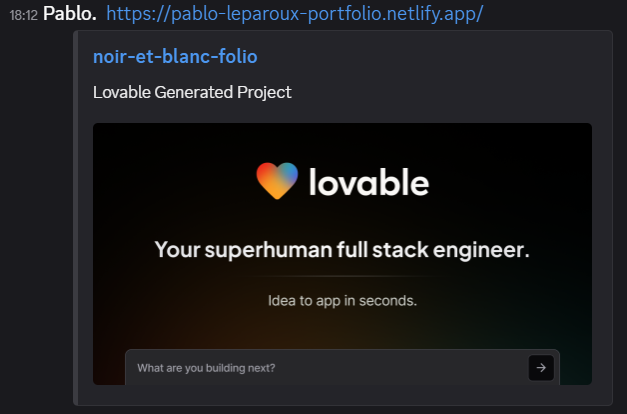 18:12 Pablo. https://pablo-leparoux-portfolio.netlify.app/
noir-et-blanc-folio
Lovable Generated Project
lovable
Your superhuman full stack engineer.
Idea to app in seconds.
What are you building next?